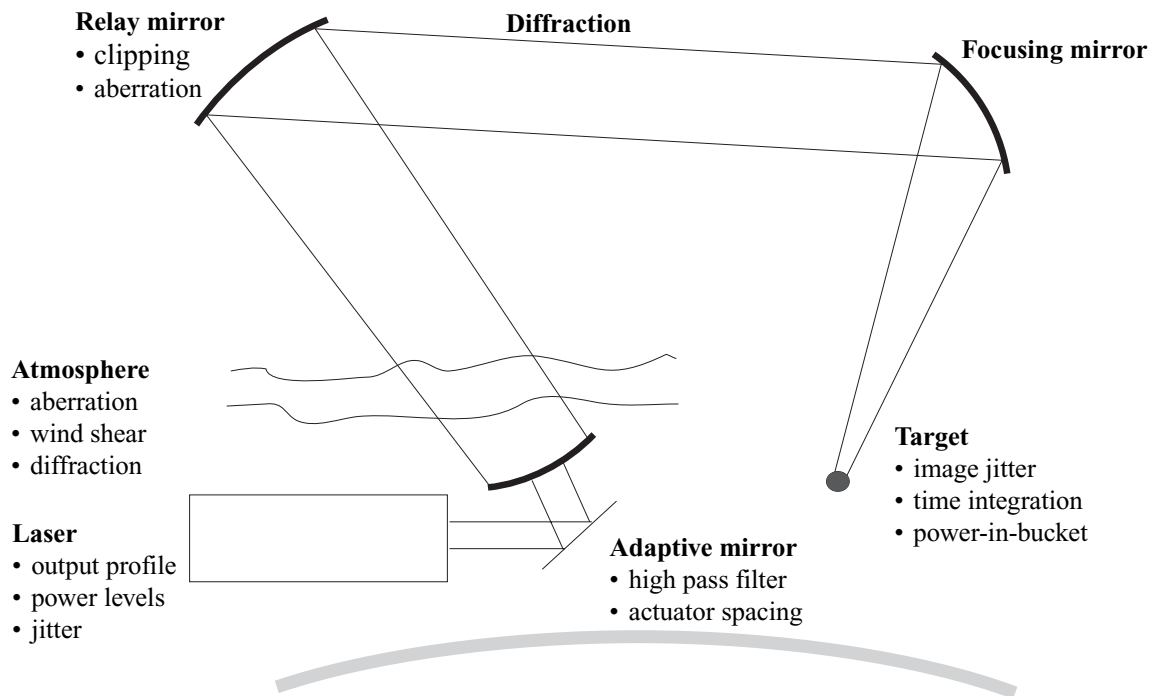 Relay mirror
• clipping
• aberration
Diffraction
Focusing mirror
Atmosphere
• aberration
• wind shear
• diffraction
Laser
• output profile
• power levels
• jitter
Adaptive mirror
• high pass filter
• actuator spacing
Target
• image jitter
• time integration
• power-in-bucket